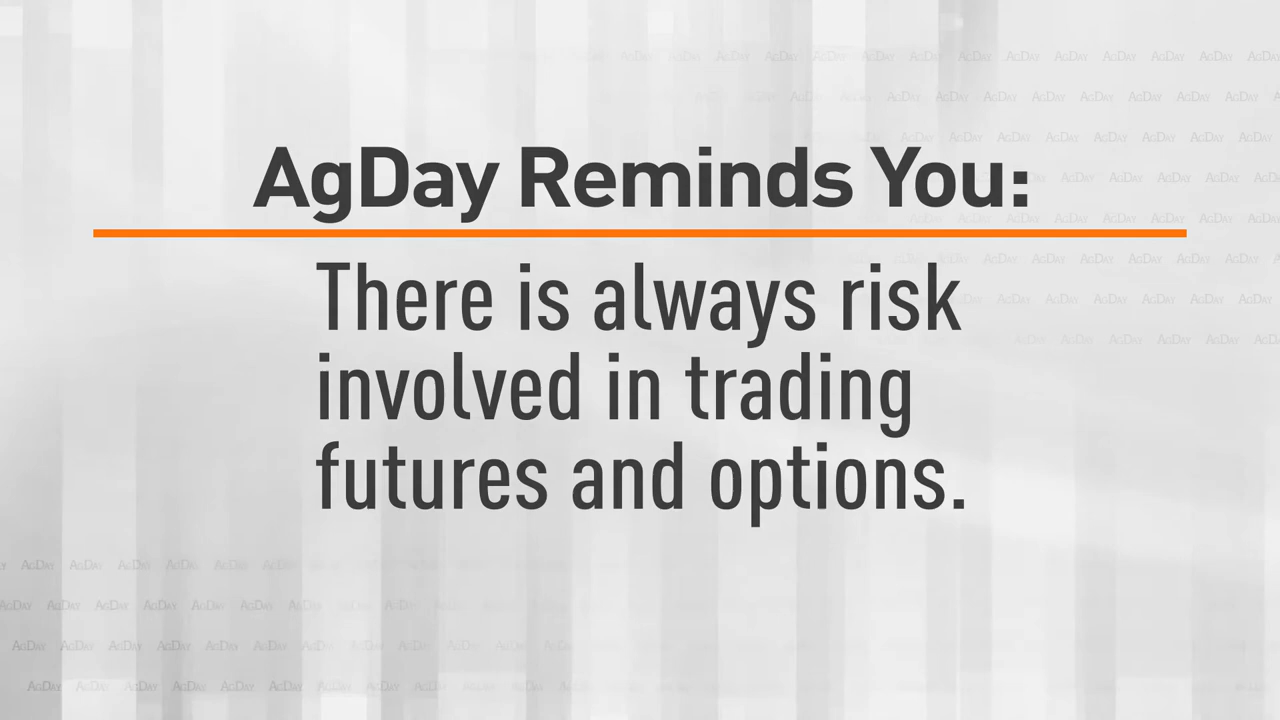 AgDay Reminds You:
There is always risk
involved in trading
futures and options.